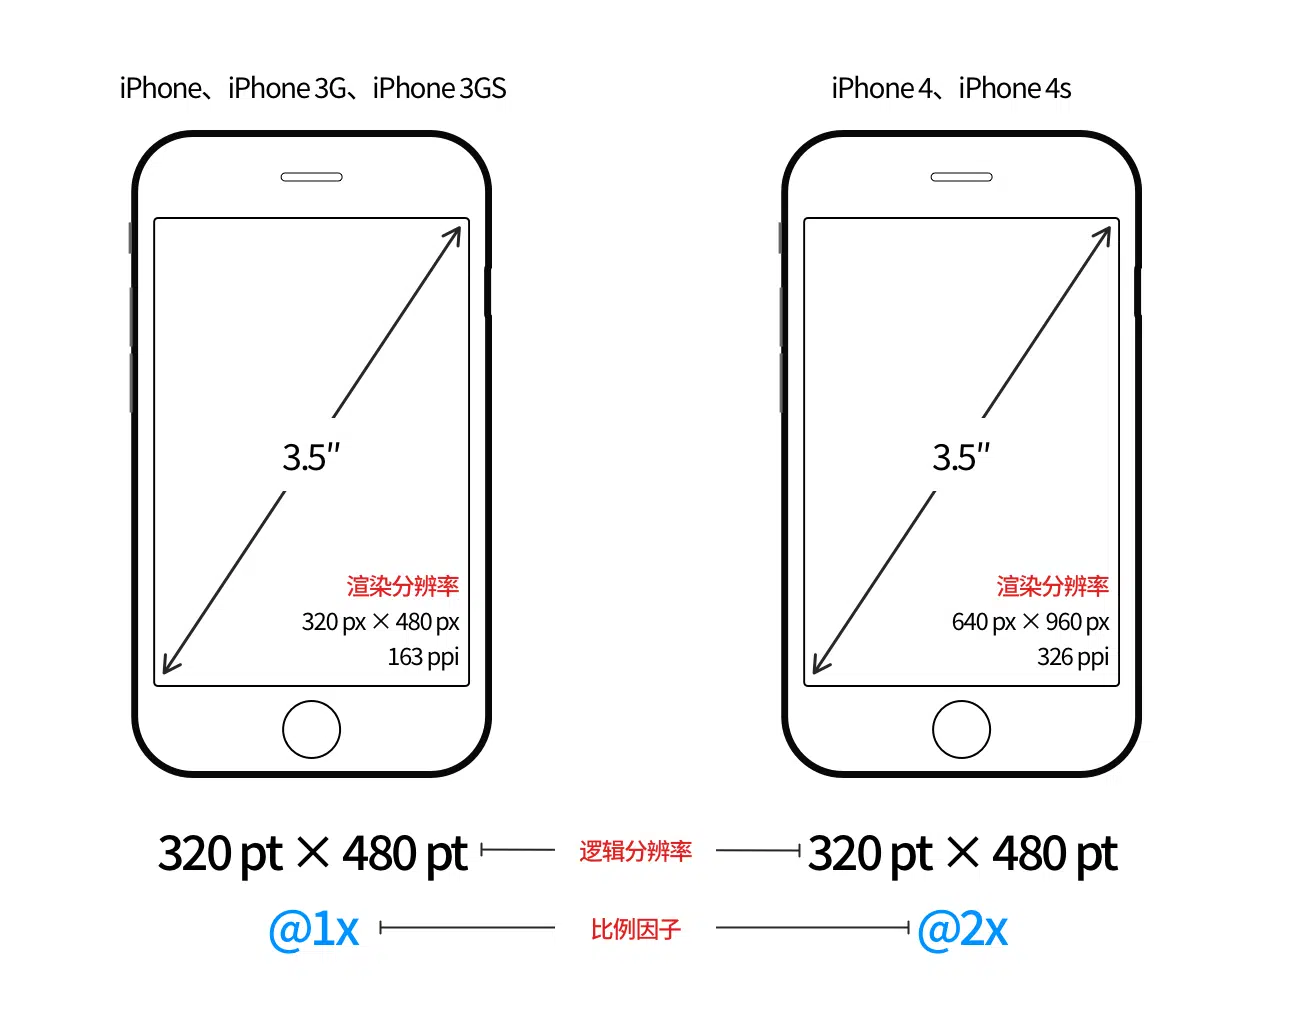 iPhone、iPhone 3G、iPhone 3GS
3.5″
渲染分辨率
320 px × 480 px
163 ppi
iPhone 4、iPhone 4s
3.5″
渲染分辨率
640 px × 960 px
326 ppi
320 pt × 480 pt
逻辑分辨率
320 pt × 480 pt
@1x
比例因子
@2x